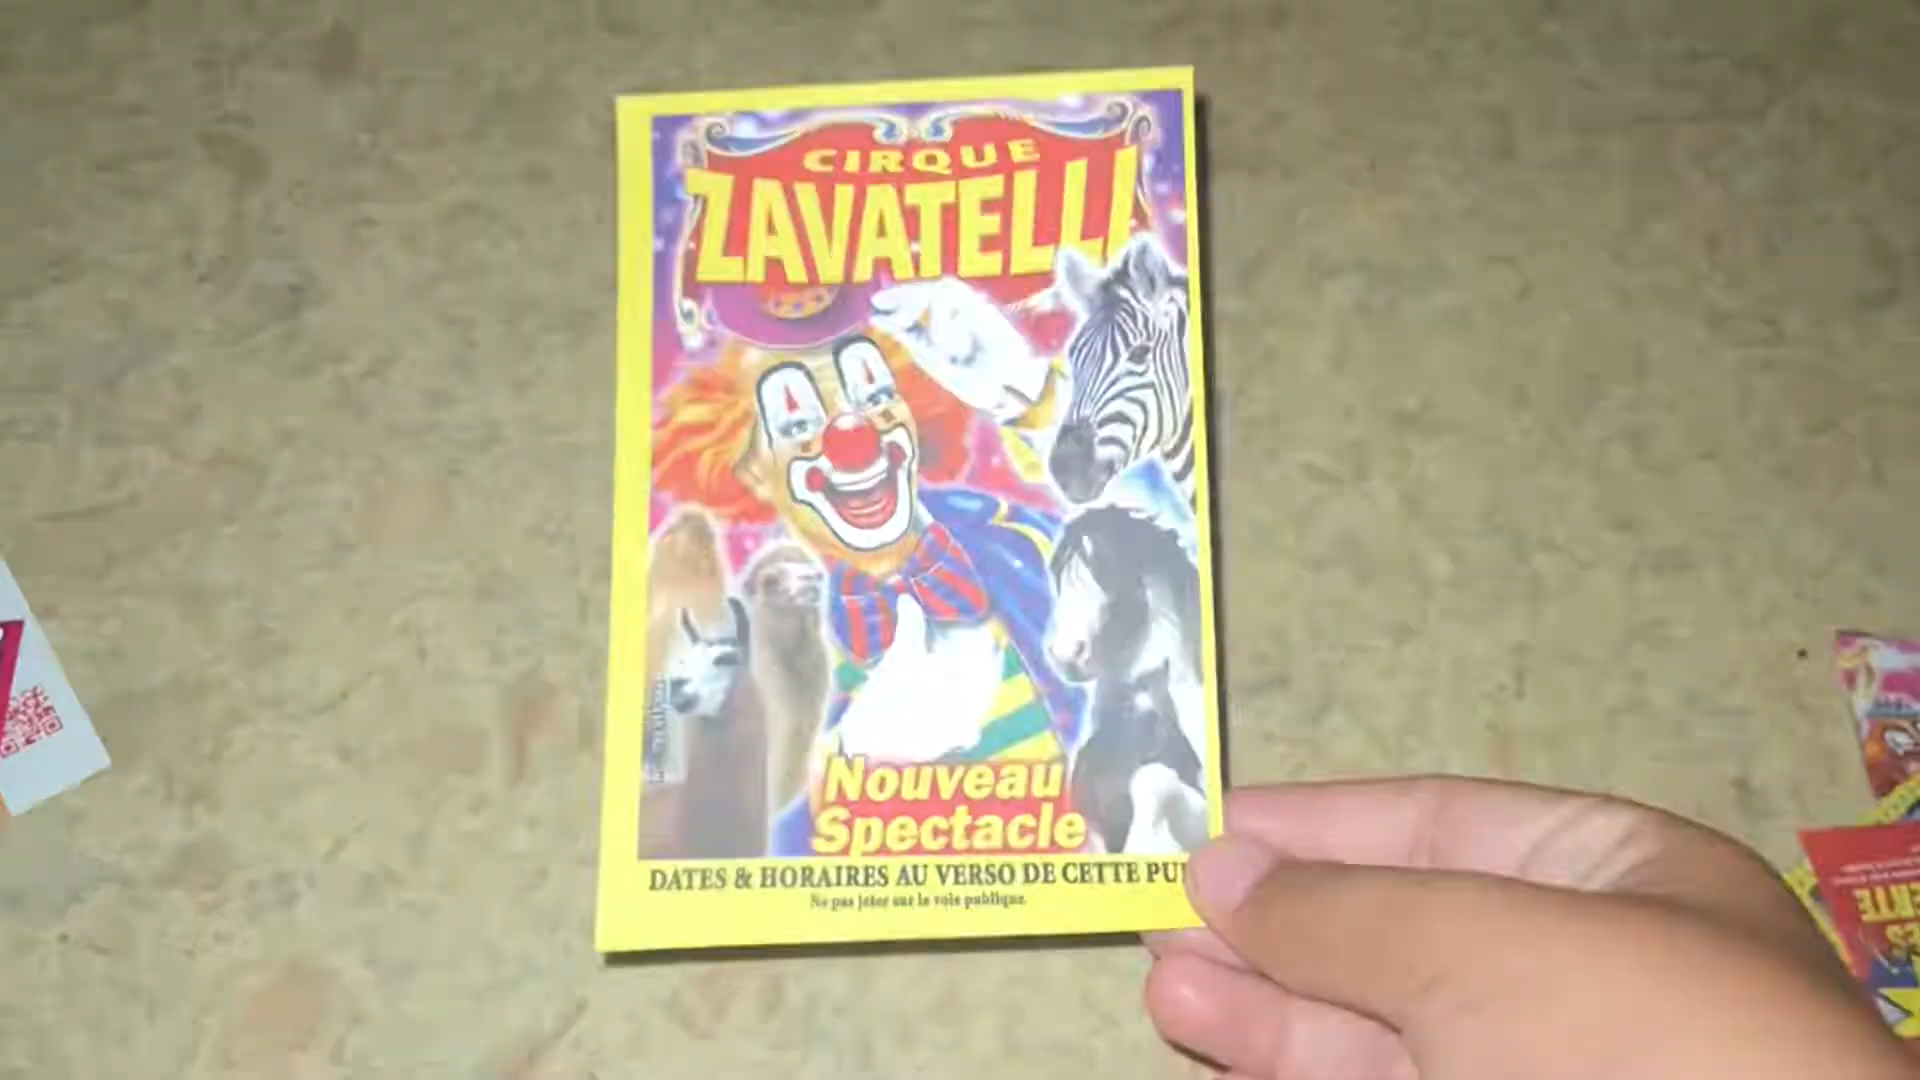 CIRQUE
ZAVATELLI
Nouveau
Spectacle
DATES & HORAIRES AU VERSO DE CETTE PU
Ne pas jeter sur la voie publique.